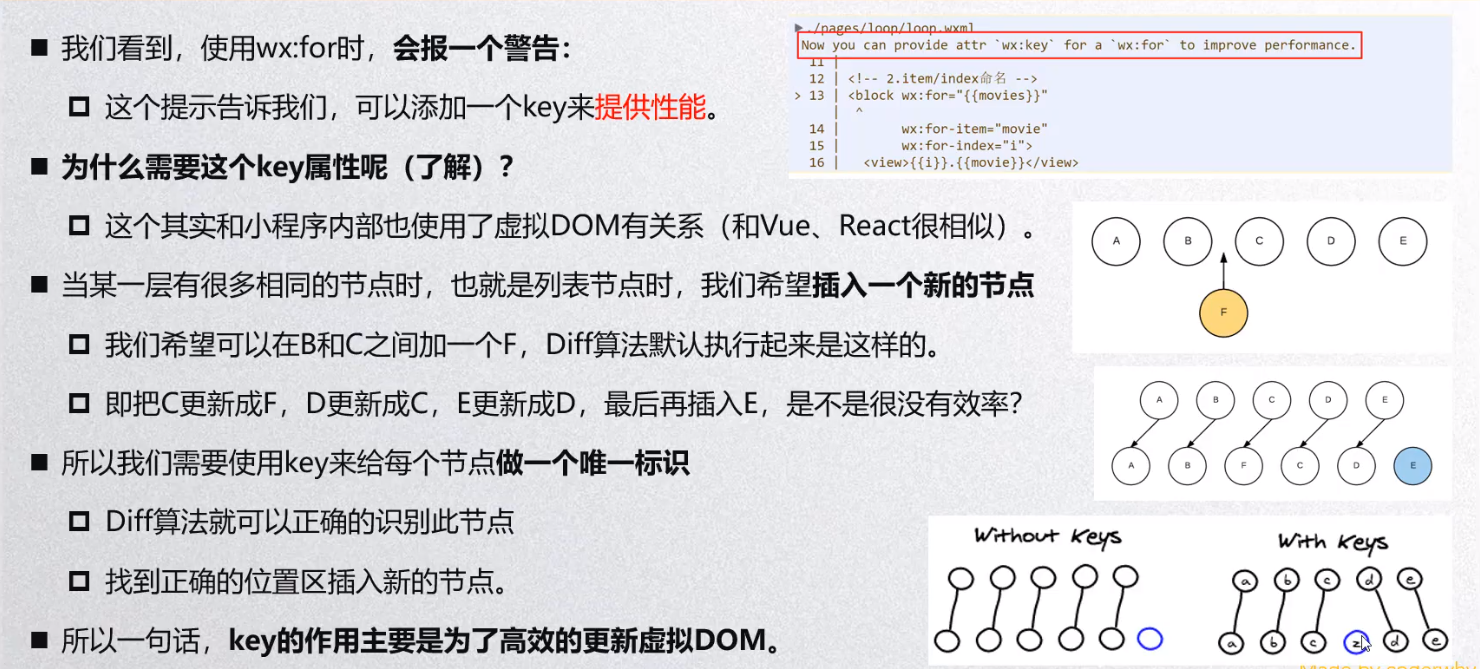 我们看到，使用wx:for时，会报一个警告：
这个提示告诉我们，可以添加一个key来提供性能。
为什么需要这个key属性呢（了解）？
这个其实和小程序内部也使用了虚拟DOM有关系（和Vue、React很相似）。
当某一层有很多相同的节点时，也就是列表节点时，我们希望插入一个新的节点
我们希望可以在B和C之间加一个F，Diff算法默认执行起来是这样的。
即把C更新成F，D更新成C，E更新成D，最后再插入E，是不是很没有效率？
所以我们需要使用key来给每个节点做一个唯一标识
Diff算法就可以正确的识别此节点
找到正确的位置区插入新的节点。
所以一句话，key的作用主要是为了高效的更新虚拟DOM。
./pages/loop/loop.wxml
Now you can provide attr `wx:key` for a `wx:for` to improve performance.
11 |
12 | <!-- 2.item/index命名 -->
> 13 | <block wx:for="{{movies}}"
| ^
14 | wx:for-item="movie"
15 | wx:for-index="i">
16 | <view>{{i}}.{{movie}}</view>
A B C D E
F
A B C D E
A B F C D E
Without Keys
With Keys
a b c d e
a b c z d e